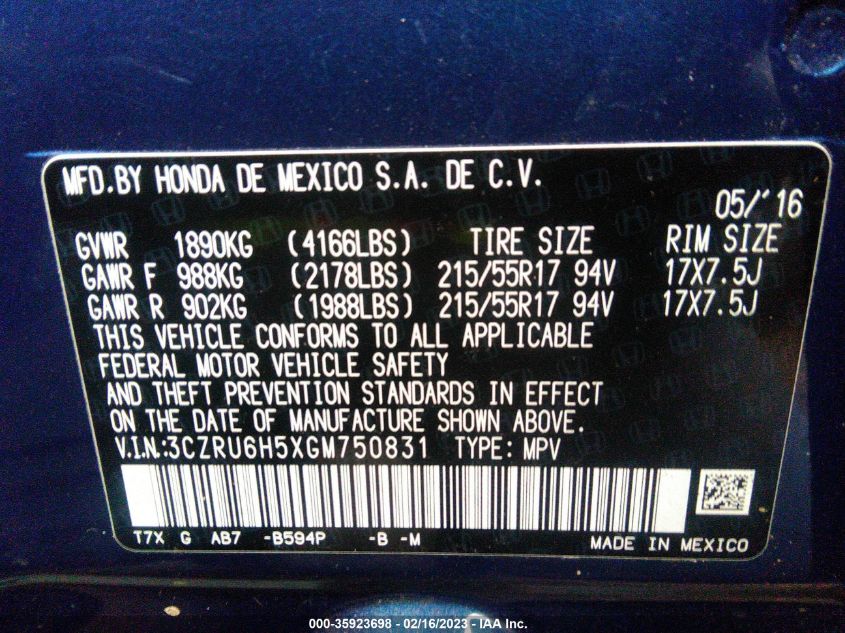 MFD.BY HONDA DE MEXICO S.A. DE C.V.
05/'16
GVWR 1890KG (4166LBS) TIRE SIZE RIM SIZE
GAWR F 988KG (2178LBS) 215/55R17 94V 17X7.5J
GAWR R 902KG (1988LBS) 215/55R17 94V 17X7.5J
THIS VEHICLE CONFORMS TO ALL APPLICABLE
FEDERAL MOTOR VEHICLE SAFETY
AND THEFT PREVENTION STANDARDS IN EFFECT
ON THE DATE OF MANUFACTURE SHOWN ABOVE.
V.I.N.:3CZRU6H5XGM750831 TYPE: MPV
T7X G AB7 -B594P -B -M
MADE IN MEXICO
000-35923698 - 02/16/2023 - IAA Inc.